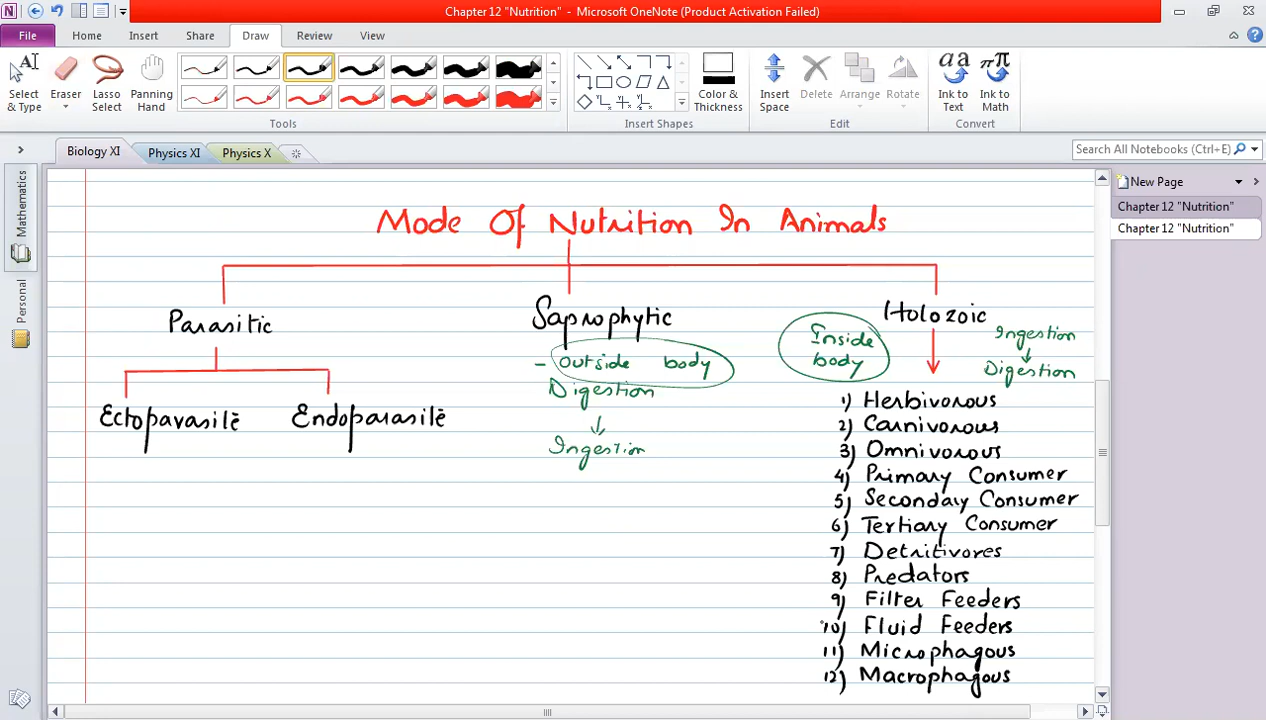 Chapter 12 "Nutrition" - Microsoft OneNote (Product Activation Failed)
File Home Insert Share Draw Review View
Select & Type
Eraser
Lasso Select
Panning Hand
Color & Thickness
Insert Space
Delete
Arrange
Rotate
Ink to Text
Ink to Math
Tools
Insert Shapes
Edit
Convert
Biology XI Physics XI Physics X
Search All Notebooks (Ctrl+E)
Mathematics
Personal
New Page
Chapter 12 "Nutrition"
Chapter 12 "Nutrition"
Mode Of Nutrition In Animals
Parasitic
Ectoparasite Endoparasite
Saprophytic
- Outside body
Digestion
Ingestion
Holozoic
Inside body
Ingestion
Digestion
1) Herbivorous
2) Carnivorous
3) Omnivorous
4) Primary Consumer
5) Seconday Consumer
6) Tertiary Consumer
7) Detritivores
8) Predators
9) Filter Feeders
10) Fluid Feeders
11) Microphagous
12) Macrophagous